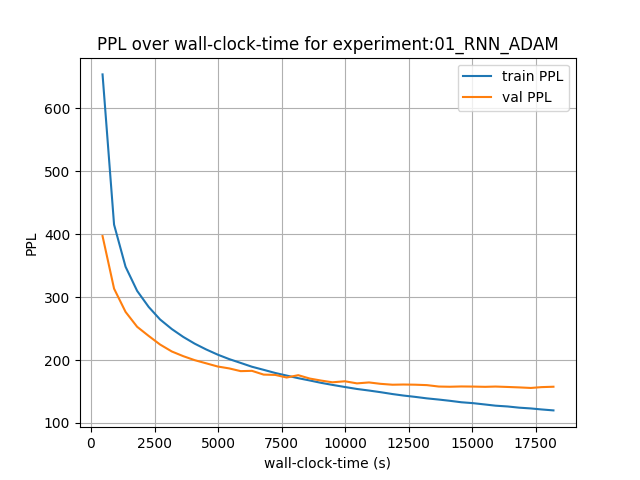 PPL over wall-clock-time for experiment:01_RNN_ADAM
train PPL
val PPL
600
500
400
300
200
100
PPL
0
2500
5000
7500
10000
12500
15000
17500
wall-clock-time (s)